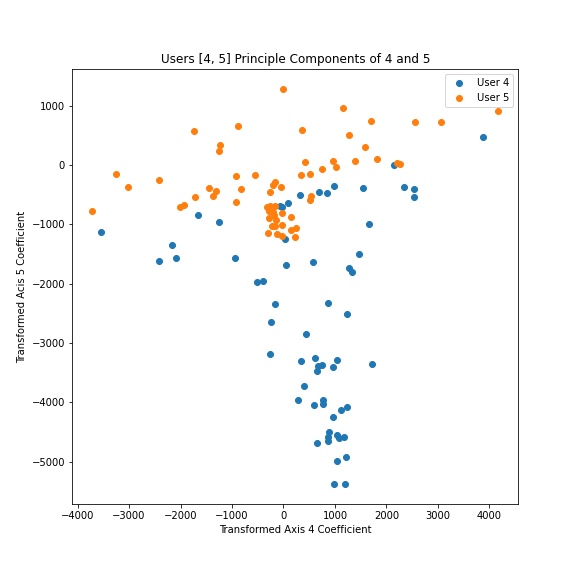 Users [4, 5] Principle Components of 4 and 5
User 4
User 5
1000
0
−1000
−2000
−3000
−4000
−5000
Transformed Acis 5 Coefficient
−4000 −3000 −2000 −1000 0 1000 2000 3000 4000
Transformed Axis 4 Coefficient